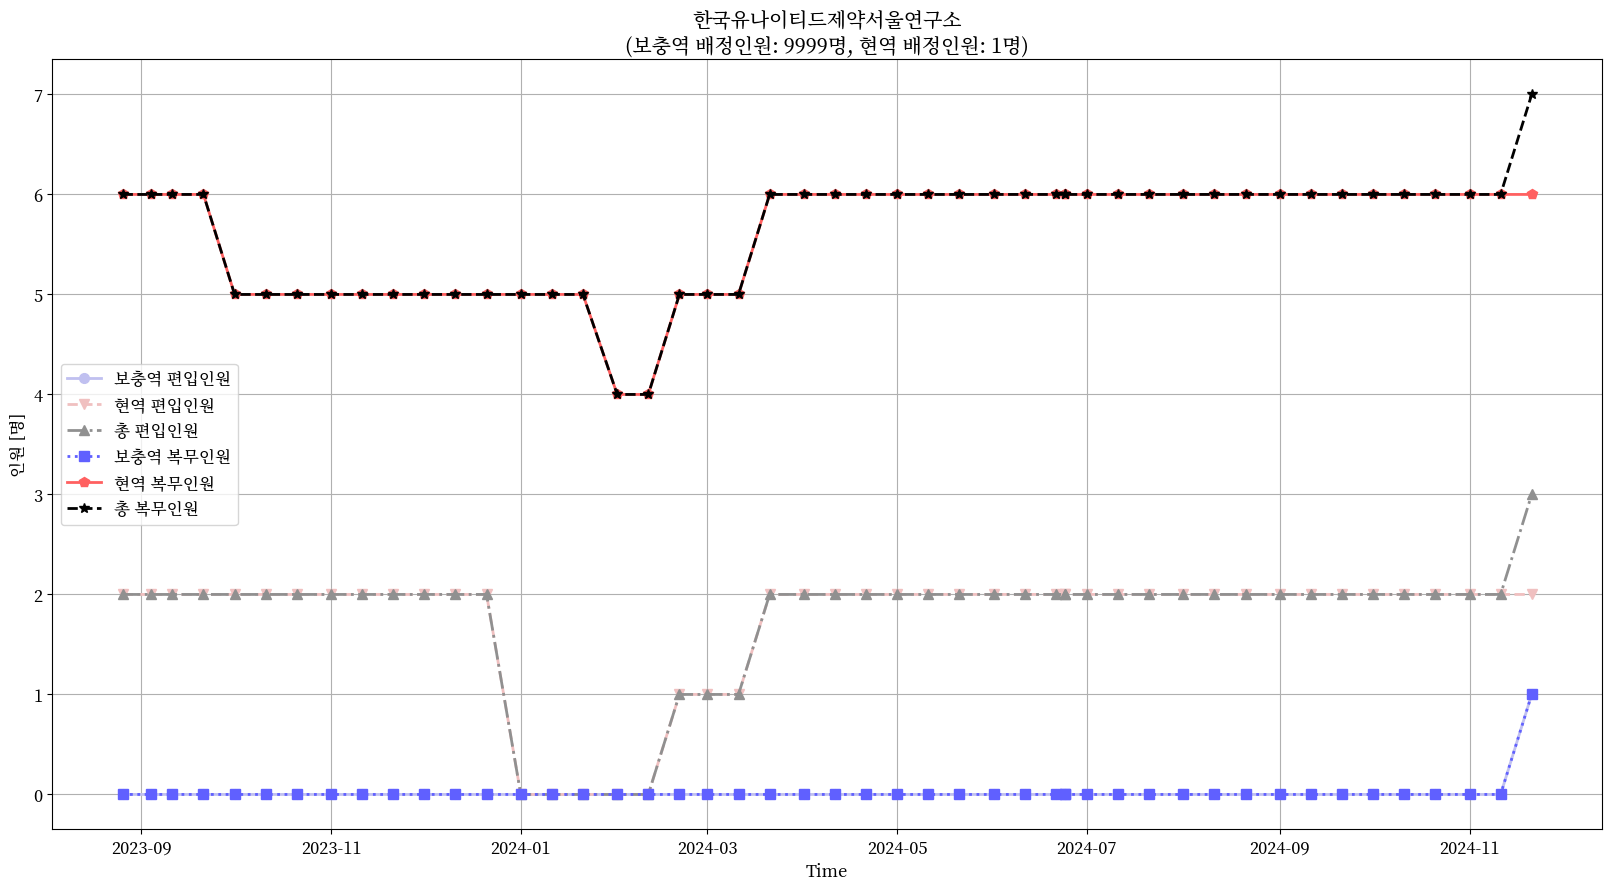 한국유나이티드제약서울연구소
(보충역 배정인원: 9999명, 현역 배정인원: 1명)
인원 [명]
7
6
5
4
3
2
1
0
보충역 편입인원
현역 편입인원
총 편입인원
보충역 복무인원
현역 복무인원
총 복무인원
2023-09
2023-11
2024-01
2024-03
2024-05
2024-07
2024-09
2024-11
Time